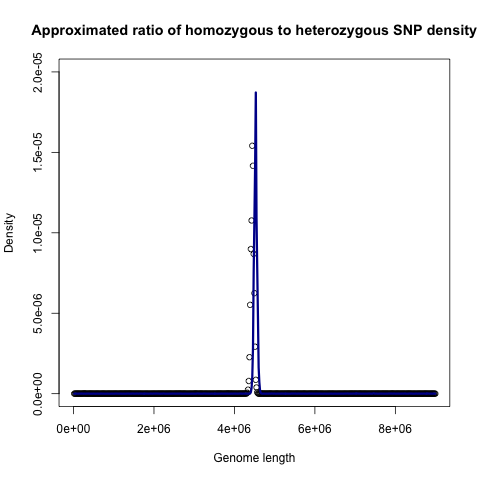 Approximated ratio of homozygous to heterozygous SNP density
Density
2.0e-05
1.5e-05
1.0e-05
5.0e-06
0.0e+00
0e+00 2e+06 4e+06 6e+06 8e+06
Genome length